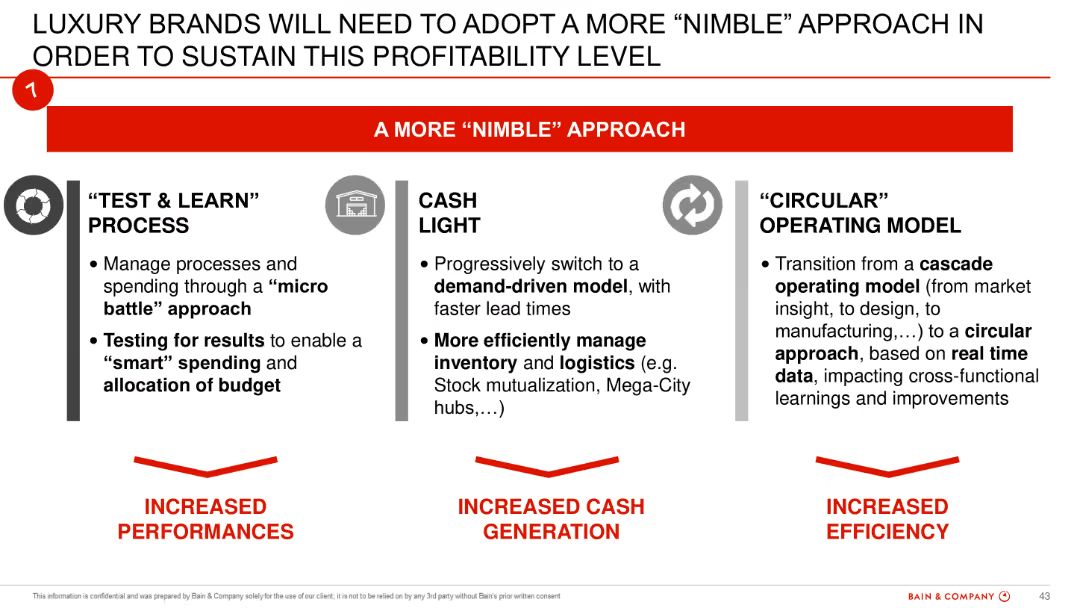 LUXURY BRANDS WILL NEED TO ADOPT A MORE “NIMBLE” APPROACH IN
ORDER TO SUSTAIN THIS PROFITABILITY LEVEL
7
A MORE “NIMBLE” APPROACH
“TEST & LEARN”
PROCESS
• Manage processes and
spending through a “micro
battle” approach
• Testing for results to enable a
“smart” spending and
allocation of budget
INCREASED
PERFORMANCES
CASH
LIGHT
• Progressively switch to a
demand-driven model, with
faster lead times
• More efficiently manage
inventory and logistics (e.g.
Stock mutualization, Mega-City
hubs,…)
INCREASED CASH
GENERATION
“CIRCULAR”
OPERATING MODEL
• Transition from a cascade
operating model (from market
insight, to design, to
manufacturing,…) to a circular
approach, based on real time
data, impacting cross-functional
learnings and improvements
INCREASED
EFFICIENCY
This information is confidential and was prepared by Bain & Company solely for the use of our client; it is not to be relied on by any 3rd party without Bain's prior written consent
BAIN & COMPANY
43